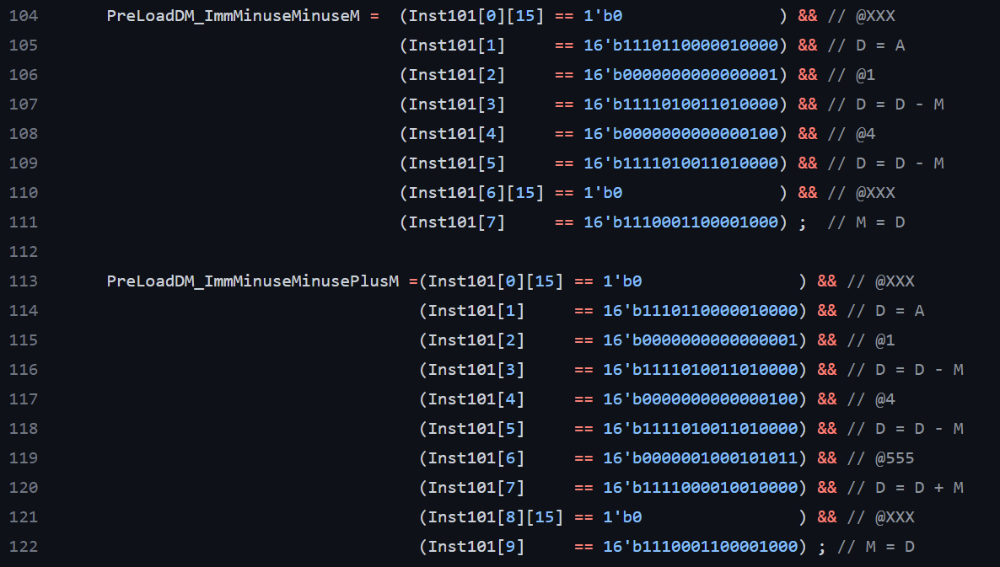 104 PreLoadDM_ImmMinuseMinuseM = (Inst101[0][15] == 1'b0 ) && // @XXX
105 (Inst101[1] == 16'b1110110000010000) && // D = A
106 (Inst101[2] == 16'b0000000000000001) && // @1
107 (Inst101[3] == 16'b1111010011010000) && // D = D - M
108 (Inst101[4] == 16'b0000000000000100) && // @4
109 (Inst101[5] == 16'b1111010011010000) && // D = D - M
110 (Inst101[6][15] == 1'b0 ) && // @XXX
111 (Inst101[7] == 16'b1110001100001000) ; // M = D
112
113 PreLoadDM_ImmMinuseMinusePlusM =(Inst101[0][15] == 1'b0 ) && // @XXX
114 (Inst101[1] == 16'b1110110000010000) && // D = A
115 (Inst101[2] == 16'b0000000000000001) && // @1
116 (Inst101[3] == 16'b1111010011010000) && // D = D - M
117 (Inst101[4] == 16'b0000000000000100) && // @4
118 (Inst101[5] == 16'b1111010011010000) && // D = D - M
119 (Inst101[6] == 16'b0000001000101011) && // @555
120 (Inst101[7] == 16'b1111000010010000) && // D = D + M
121 (Inst101[8][15] == 1'b0 ) && // @XXX
122 (Inst101[9] == 16'b1110001100001000) ; // M = D